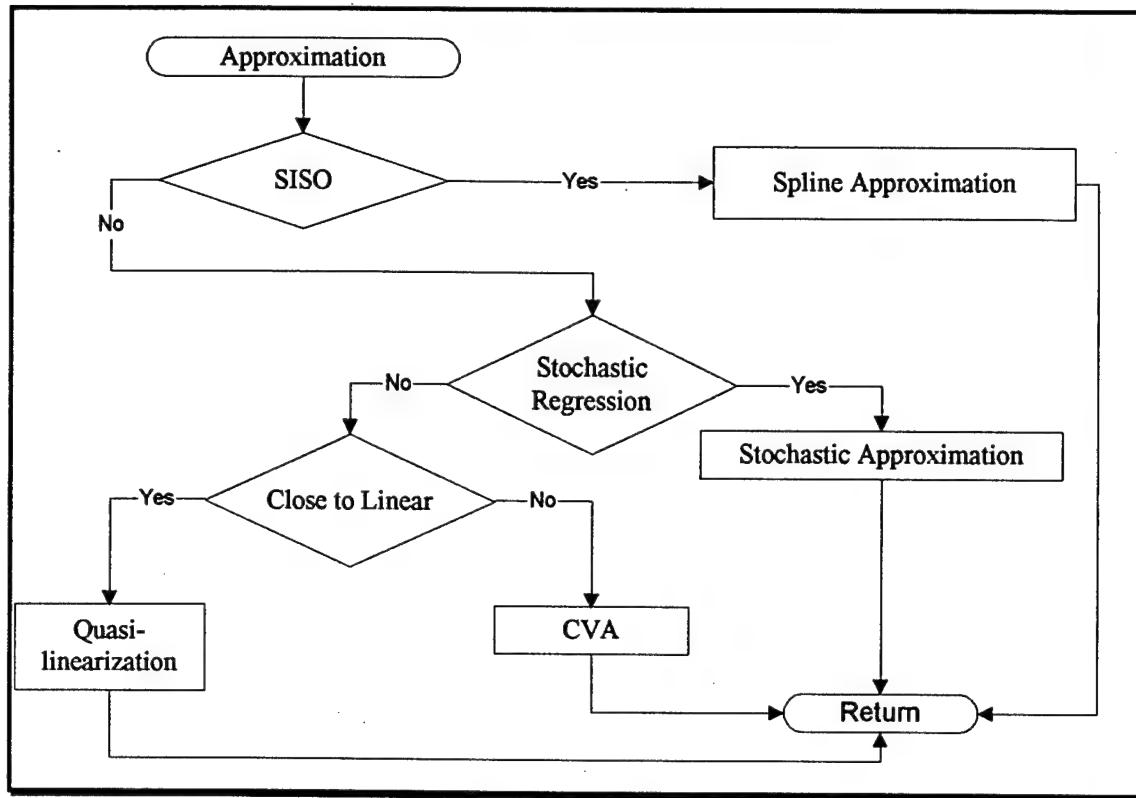 Approximation
SISO
Yes
Spline Approximation
No
Stochastic
Regression
No
Yes
Stochastic Approximation
Close to Linear
Yes
No
Quasi-
linearization
CVA
Return